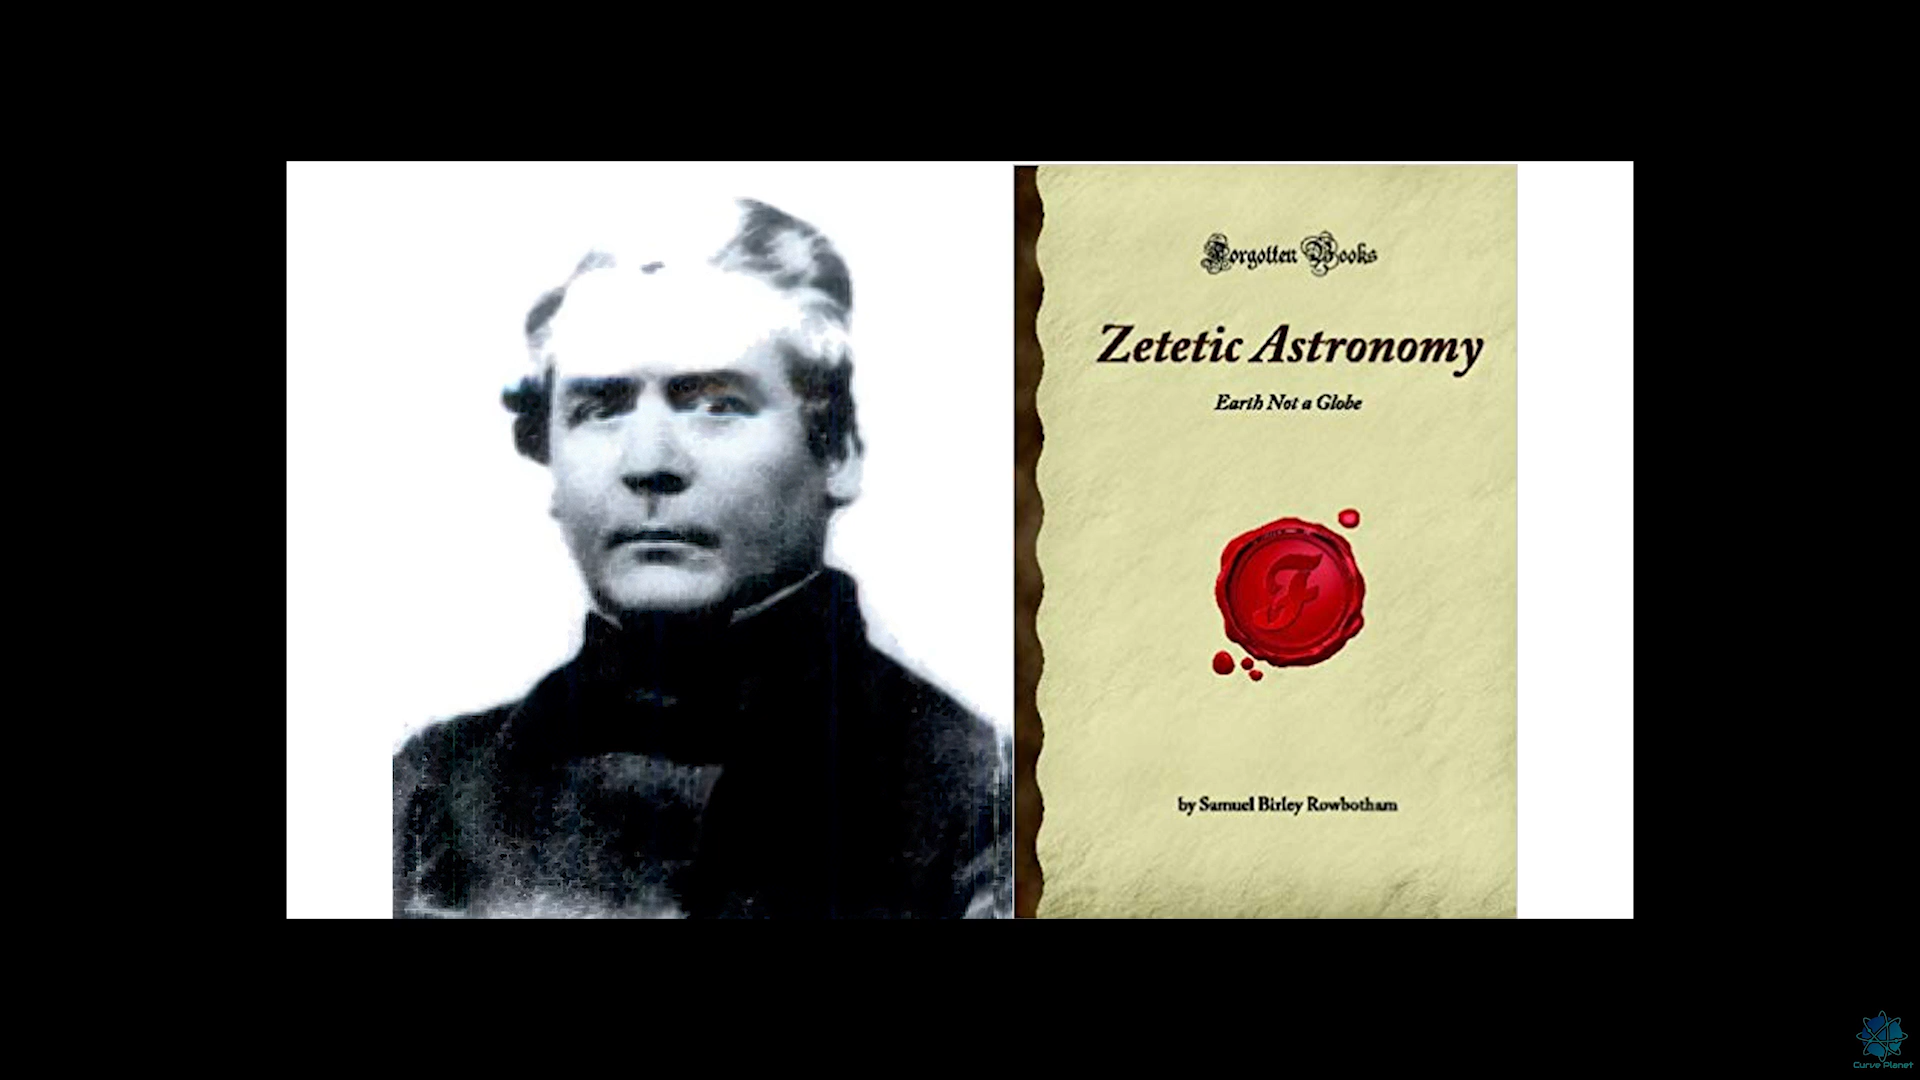 Forgotten Books
Zetetic Astronomy
Earth Not a Globe
F
by Samuel Birley Rowbotham
Curve Planet